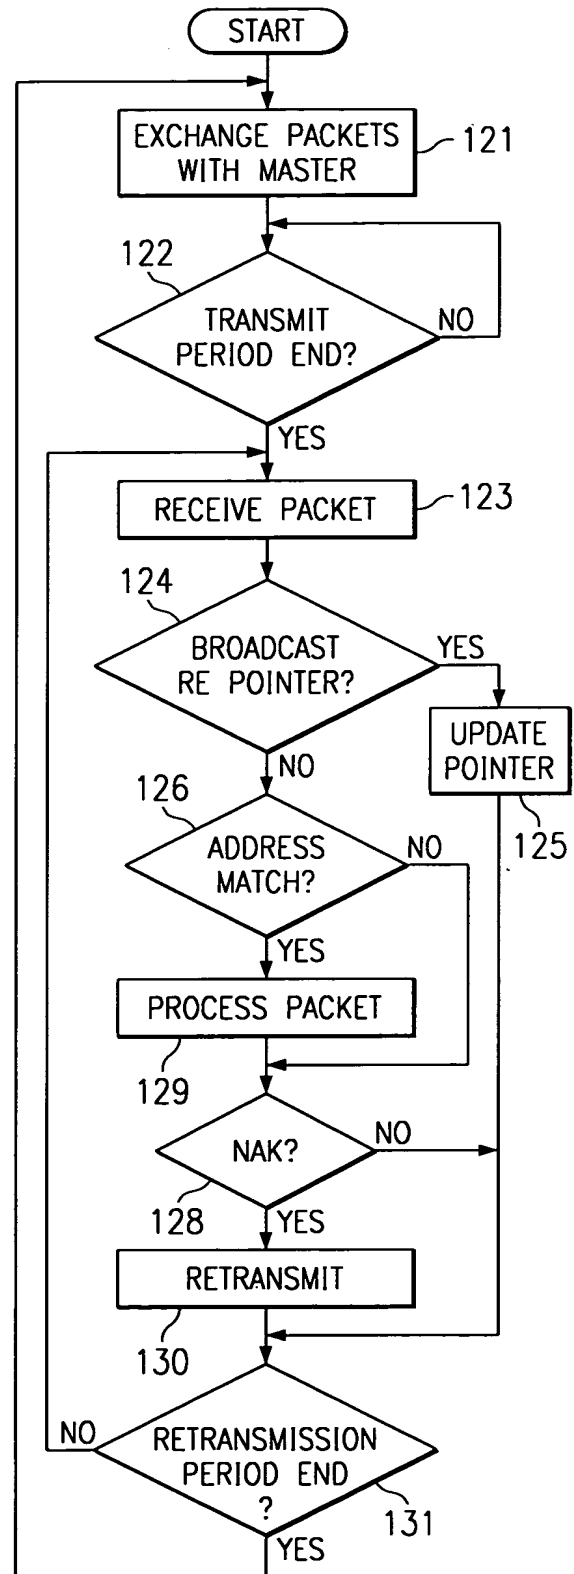 START
EXCHANGE PACKETS
WITH MASTER
121
122
TRANSMIT
PERIOD END?
NO
YES
RECEIVE PACKET
123
124
BROADCAST
RE POINTER?
YES
NO
UPDATE
POINTER
125
126
ADDRESS
MATCH?
NO
YES
PROCESS PACKET
129
NAK?
NO
128
YES
RETRANSMIT
130
NO
RETRANSMISSION
PERIOD END
?
131
YES